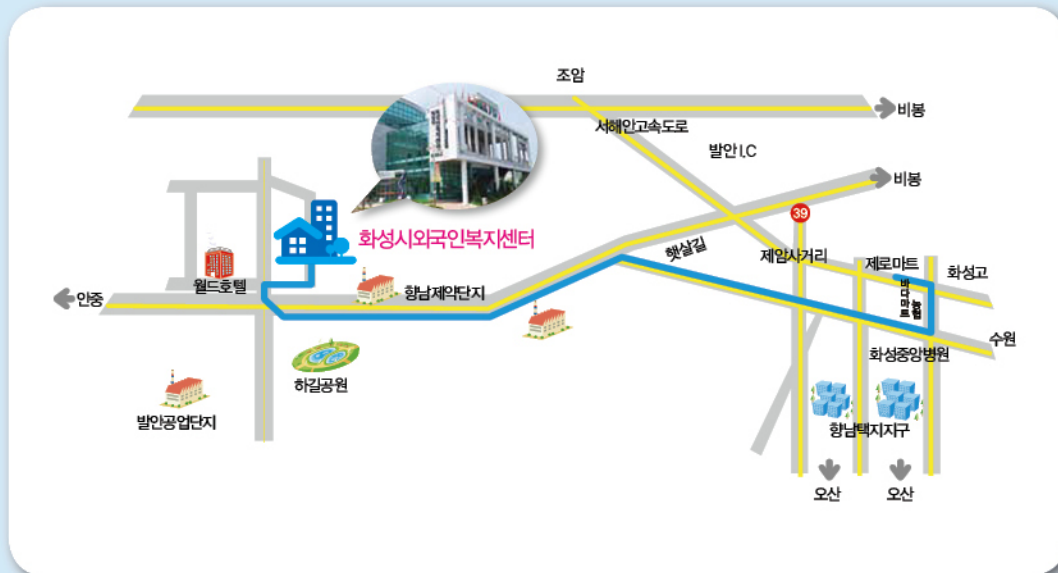 조암
비봉
서해안고속도로
발안I.C
비봉
39
화성시외국인복지센터
햇살길
제암사거리
제로마트
화성고
월드호텔
안중
향남제약단지
바다마트
농협
수원
화성중앙병원
하길공원
발안공업단지
향남택지지구
오산
오산